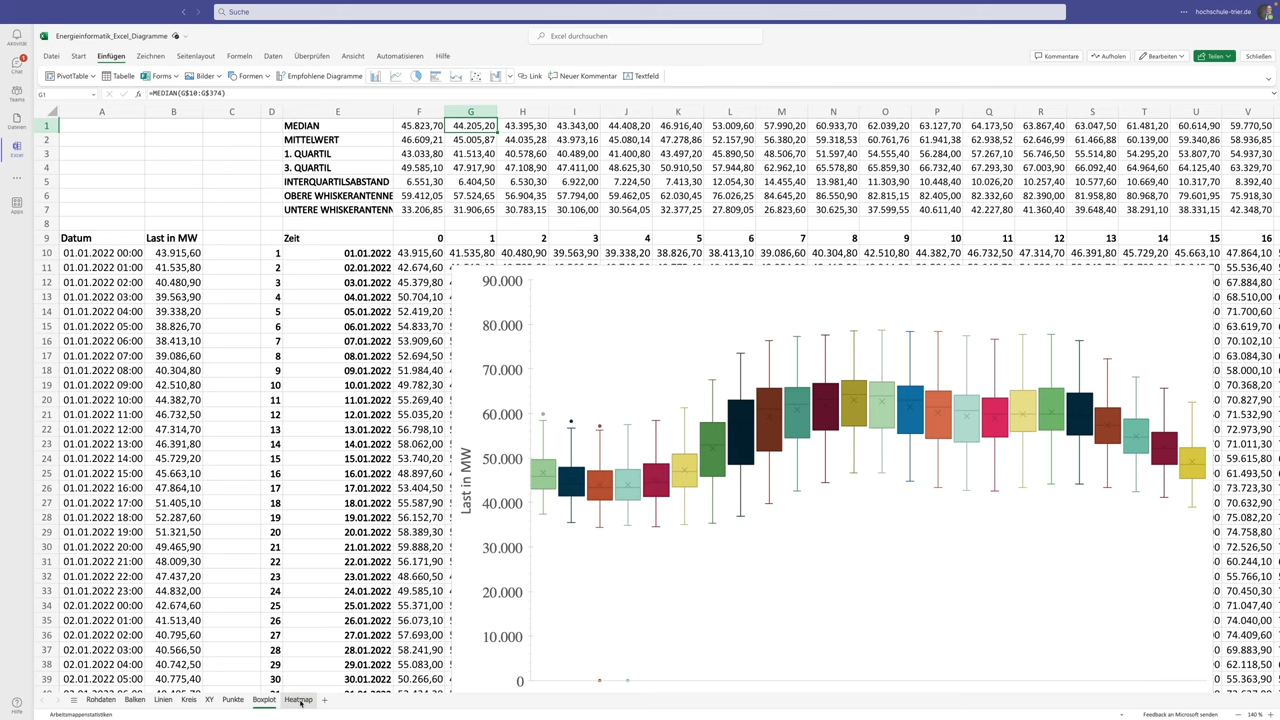 Suche
hochschule-trier.de
Energieinformatik_Excel_Diagramme
Excel durchsuchen
Aktivität
Chat
Teams
Dateien
Excel
Apps
Hilfe
Datei Start Einfügen Zeichnen Seitenlayout Formeln Daten Überprüfen Ansicht Automatisieren Hilfe
Kommentare Aufholen Bearbeiten Teilen Schließen
PivotTable Tabelle Forms Bilder Formen Empfohlene Diagramme Link Neuer Kommentar Textfeld
G1 fx =MEDIAN(G$10:G$374)
A B C D E F G H I J K L M N O P Q R S T U V
1 MEDIAN 45.823,70 44.205,20 43.395,30 43.343,00 44.408,20 46.916,40 53.009,60 57.990,20 60.933,70 62.039,20 63.127,70 64.173,50 63.867,40 63.047,50 61.481,20 60.614,90 59.770,50
2 MITTELWERT 46.609,21 45.005,87 44.035,28 43.973,16 45.080,14 47.278,86 52.157,90 56.380,20 59.318,53 60.761,76 61.941,38 62.938,52 62.646,99 61.466,88 60.139,00 59.340,86 58.936,85
3 1. QUARTIL 43.033,80 41.513,40 40.578,60 40.489,00 41.400,80 43.497,20 45.890,50 48.506,70 51.597,40 54.555,40 56.284,00 57.267,10 56.746,50 55.514,80 54.295,20 53.807,70 54.937,30
4 3. QUARTIL 49.585,10 47.917,90 47.108,90 47.411,00 48.625,30 50.910,50 57.944,80 62.962,10 65.578,80 65.859,30 66.732,40 67.293,30 67.003,90 66.092,40 64.964,60 64.125,40 63.329,70
5 INTERQUARTILSABSTAND 6.551,30 6.404,50 6.530,30 6.922,00 7.224,50 7.413,30 12.054,30 14.455,40 13.981,40 11.303,90 10.448,40 10.026,20 10.257,40 10.577,60 10.669,40 10.317,70 8.392,40
6 OBERE WHISKERANTENNE 59.412,05 57.524,65 56.904,35 57.794,00 59.462,05 62.030,45 76.026,25 84.645,20 86.550,90 82.815,15 82.405,00 82.332,80 82.390,00 81.958,80 80.968,70 79.601,95 75.918,30
7 UNTERE WHISKERANTENN 33.206,85 31.906,65 30.783,15 30.106,00 30.564,05 32.377,25 27.809,05 26.823,60 30.625,30 37.599,55 40.611,40 42.227,80 41.360,40 39.648,40 38.291,10 38.331,15 42.348,70
8
9 Datum Last in MW Zeit 0 1 2 3 4 5 6 7 8 9 10 11 12 13 14 15 16
10 01.01.2022 00:00 43.915,60 1 01.01.2022 43.915,60 41.535,80 40.480,90 39.563,90 39.338,20 38.826,70 38.413,10 39.086,60 40.304,80 42.510,80 44.382,70 46.732,50 47.314,70 46.391,80 45.729,20 45.663,10 47.864,10
11 01.01.2022 01:00 41.535,80 2 02.01.2022 42.674,60 55.536,40
12 01.01.2022 02:00 40.480,90 3 03.01.2022 45.379,80 67.884,80
13 01.01.2022 03:00 39.563,90 4 04.01.2022 50.704,10 68.510,00
14 01.01.2022 04:00 39.338,20 5 05.01.2022 52.419,20 71.700,60
15 01.01.2022 05:00 38.826,70 6 06.01.2022 54.833,70 63.619,70
16 01.01.2022 06:00 38.413,10 7 07.01.2022 53.909,60 70.102,10
17 01.01.2022 07:00 39.086,60 8 08.01.2022 52.694,50 63.084,30
18 01.01.2022 08:00 40.304,80 9 09.01.2022 51.984,40 58.000,10
19 01.01.2022 09:00 42.510,80 10 10.01.2022 49.782,30 70.368,20
20 01.01.2022 10:00 44.382,70 11 11.01.2022 55.269,40 70.827,90
21 01.01.2022 11:00 46.732,50 12 12.01.2022 55.035,20 71.532,90
22 01.01.2022 12:00 47.314,70 13 13.01.2022 56.798,10 72.973,90
23 01.01.2022 13:00 46.391,80 14 14.01.2022 58.062,00 71.011,30
24 01.01.2022 14:00 45.729,20 15 15.01.2022 53.740,20 59.615,80
25 01.01.2022 15:00 45.663,10 16 16.01.2022 48.897,60 61.493,50
26 01.01.2022 16:00 47.864,10 17 17.01.2022 53.404,50 73.723,30
27 01.01.2022 17:00 51.405,10 18 18.01.2022 55.587,90 70.632,90
28 01.01.2022 18:00 52.287,60 19 19.01.2022 56.152,70 75.082,20
29 01.01.2022 19:00 51.321,50 20 20.01.2022 58.389,30 74.758,80
30 01.01.2022 20:00 49.465,90 21 21.01.2022 59.888,20 72.526,50
31 01.01.2022 21:00 48.009,30 22 22.01.2022 56.171,90 62.244,10
32 01.01.2022 22:00 47.437,20 23 23.01.2022 48.660,50 55.766,10
33 01.01.2022 23:00 44.832,00 24 24.01.2022 49.585,10 70.450,30
34 02.01.2022 00:00 42.674,60 25 25.01.2022 55.371,00 71.047,40
35 02.01.2022 01:00 41.513,40 26 26.01.2022 56.073,10 74.040,00
36 02.01.2022 02:00 40.795,60 27 27.01.2022 57.693,00 74.409,60
37 02.01.2022 03:00 40.566,50 28 28.01.2022 58.241,90 70.153,00
38 02.01.2022 04:00 40.742,50 29 29.01.2022 55.083,00 62.118,50
39 02.01.2022 05:00 40.775,40 30 30.01.2022 50.266,60 54.363,10
90.000
80.000
70.000
60.000
50.000
40.000
30.000
20.000
10.000
0
Last in MW
Rohdaten Balken Linien Kreis XY Punkte Boxplot Heatmap
Arbeitsmappenstatistiken
Feedback an Microsoft senden 140 %